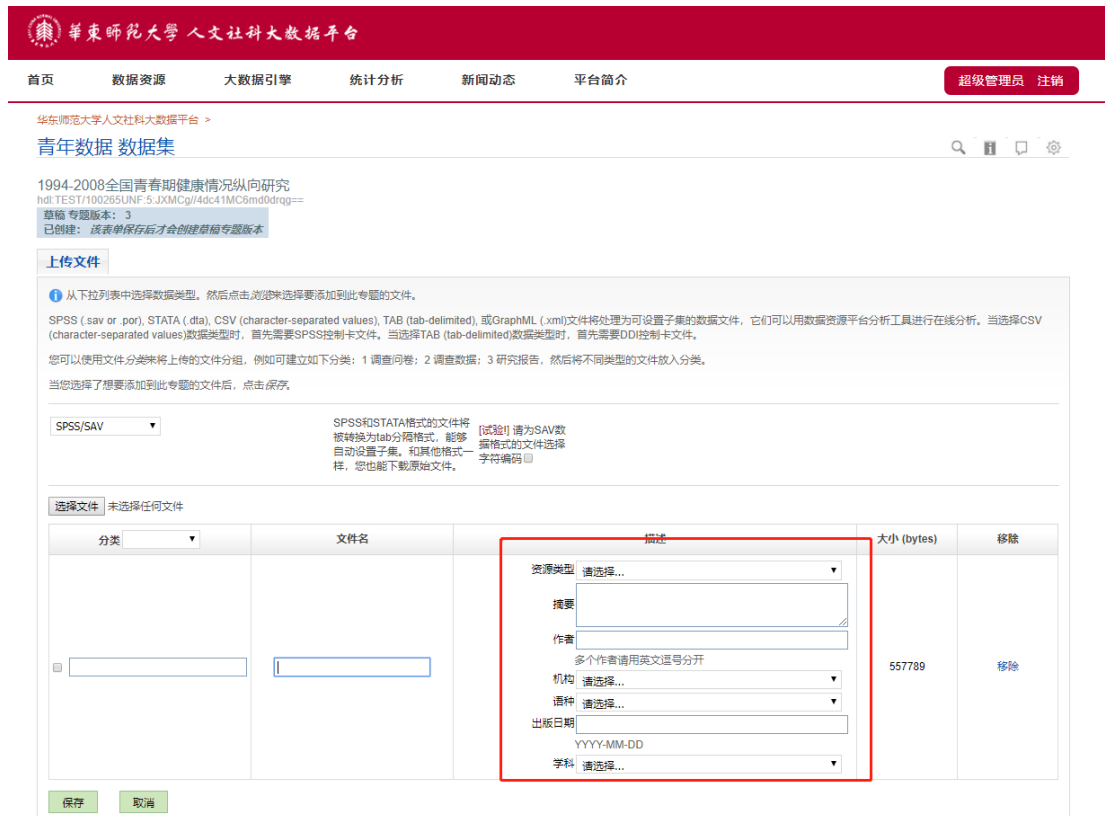 華東師範大學 人文社科大数据平台
首页 数据资源 大数据引擎 统计分析 新闻动态 平台简介 超级管理员 注销
华东师范大学人文社科大数据平台 >
青年数据 数据集
1994-2008全国青春期健康情况纵向研究
hdl:TEST/100265UNF:5:JXMCg//4dc41MC6md0drqg==
草稿 专题版本： 3
已创建： 该表单保存后才会创建草稿专题版本
上传文件
从下拉列表中选择数据类型。然后点击浏览来选择要添加到此专题的文件。
SPSS (.sav or .por), STATA (.dta), CSV (character-separated values), TAB (tab-delimited), 或GraphML (.xml)文件将处理为可设置子集的数据文件，它们可以用数据资源平台分析工具进行在线分析。当选择CSV
(character-separated values)数据类型时，首先需要SPSS控制卡文件。当选择TAB (tab-delimited)数据类型时，首先需要DDI控制卡文件。
您可以使用文件分类来将上传的文件分组，例如可建立如下分类：1 调查问卷；2 调查数据；3 研究报告，然后将不同类型的文件放入分类。
当您选择了想要添加到此专题的文件后，点击保存。
SPSS/SAV
SPSS和STATA格式的文件将
被转换为tab分隔格式，能够
自动设置子集。和其他格式一
样，您也能下载原始文件。
[试验!] 请为SAV数
据格式的文件选择
字符编码
选择文件 未选择任何文件
分类 文件名 描述 大小 (bytes) 移除
资源类型 请选择...
摘要
作者
多个作者请用英文逗号分开
机构 请选择...
语种 请选择...
出版日期
YYYY-MM-DD
学科 请选择...
557789 移除
保存 取消